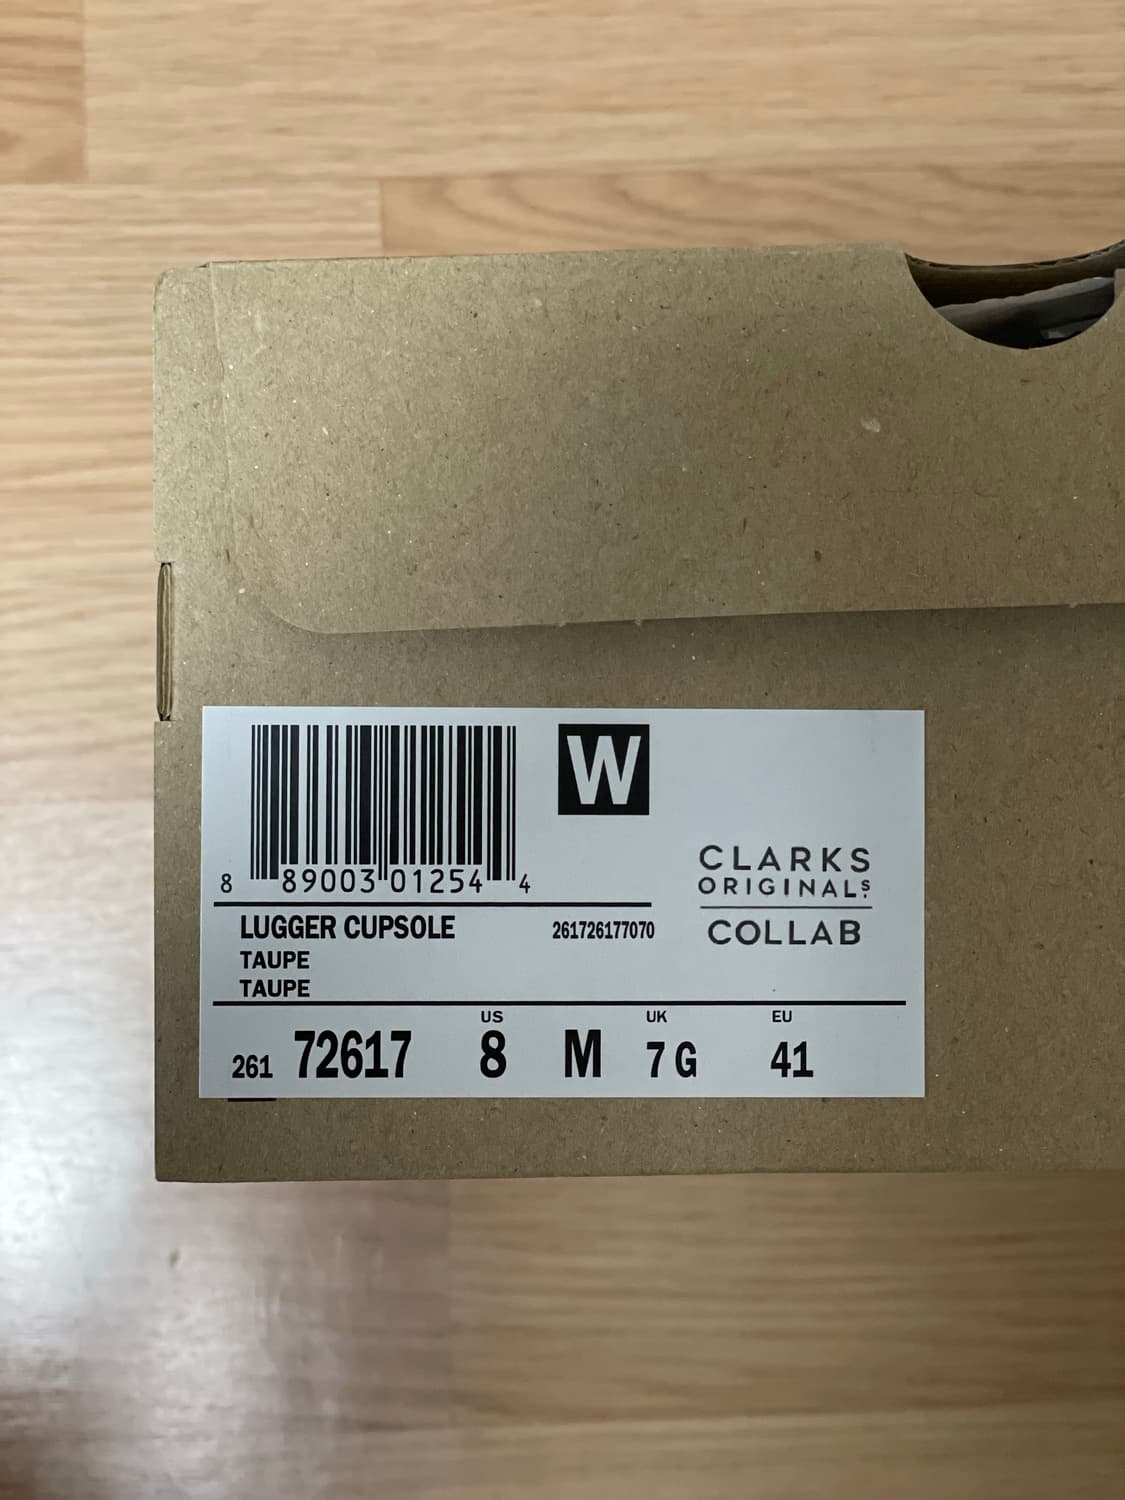 W
8 89003 01254 4
CLARKS
ORIGINALS.
COLLAB
LUGGER CUPSOLE 261726177070
TAUPE
TAUPE
US UK EU
261 72617 8 M 7 G 41